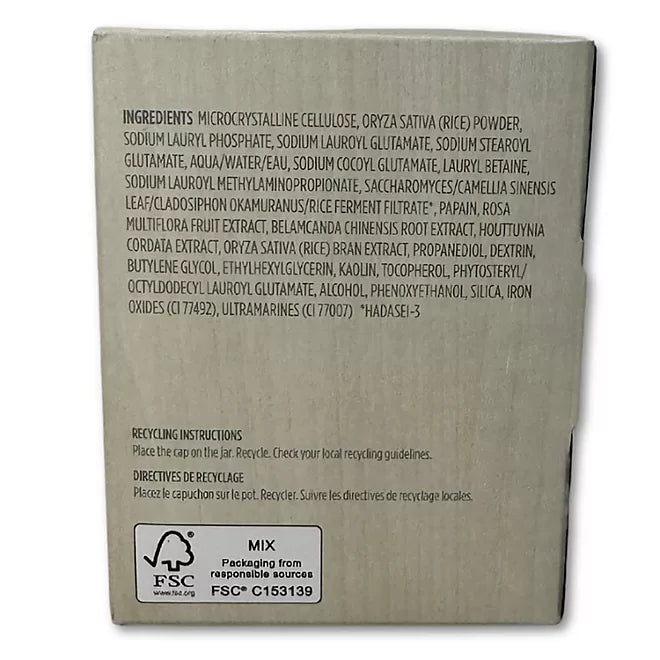 INGREDIENTS MICROCRYSTALLINE CELLULOSE, ORYZA SATIVA (RICE) POWDER,
SODIUM LAURYL PHOSPHATE, SODIUM LAUROYL GLUTAMATE, SODIUM STEAROYL
GLUTAMATE, AQUA/WATER/EAU, SODIUM COCOYL GLUTAMATE, LAURYL BETAINE,
SODIUM LAUROYL METHYLAMINOPROPIONATE, SACCHAROMYCES/CAMELLIA SINENSIS
LEAF/CLADOSIPHON OKAMURANUS/RICE FERMENT FILTRATE*, PAPAIN, ROSA
MULTIFLORA FRUIT EXTRACT, BELAMCANDA CHINENSIS ROOT EXTRACT, HOUTTUYNIA
CORDATA EXTRACT, ORYZA SATIVA (RICE) BRAN EXTRACT, PROPANEDIOL, DEXTRIN,
BUTYLENE GLYCOL, ETHYLHEXYLGLYCERIN, KAOLIN, TOCOPHEROL, PHYTOSTERYL/
OCTYLDODECYL LAUROYL GLUTAMATE, ALCOHOL, PHENOXYETHANOL, SILICA, IRON
OXIDES (CI 77492), ULTRAMARINES (CI 77007) *HADASEI-3
RECYCLING INSTRUCTIONS
Place the cap on the jar. Recycle. Check your local recycling guidelines.
DIRECTIVES DE RECYCLAGE
Placez le capuchon sur le pot. Recycler. Suivre les directives de recyclage locales.
FSC
www.fsc.org
MIX
Packaging from
responsible sources
FSC® C153139